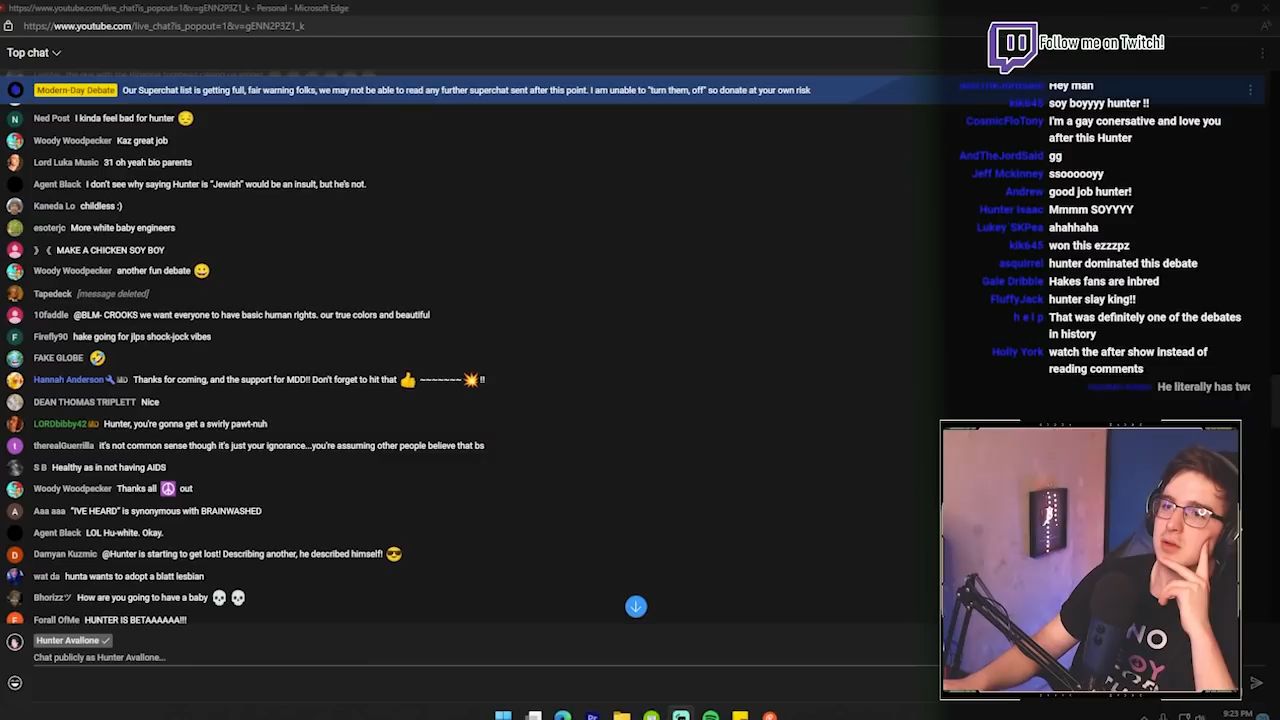 https://www.youtube.com/live_chat?is_popout=1&v=gENN2P3Z1_k - Personal - Microsoft Edge
https://www.youtube.com/live_chat?is_popout=1&v=gENN2P3Z1_k
Top chat
Modern-Day Debate Our Superchat list is getting full, fair warning folks, we may not be able to read any further superchat sent after this point. I am unable to "turn them, off" so donate at your own risk
Ned Post I kinda feel bad for hunter 😔
Woody Woodpecker Kaz great job
Lord Luka Music 31 oh yeah bio parents
Agent Black I don't see why saying Hunter is "Jewish" would be an insult, but he's not.
Kaneda Lo childless :)
esoterjc More white baby engineers
》《 MAKE A CHICKEN SOY BOY
Woody Woodpecker another fun debate 😀
Tapedeck [message deleted]
10faddle @BLM- CROOKS we want everyone to have basic human rights. our true colors and beautiful
Firefly90 hake going for jlps shock-jock vibes
FAKE GLOBE 🤣
Hannah Anderson Thanks for coming, and the support for MDD!! Don't forget to hit that 👍 ~~~~~~ 💥 !!
DEAN THOMAS TRIPLETT Nice
LORDbibby42 Hunter, you're gonna get a swirly pawt-nuh
therealGuerrilla It's not common sense though it's just your ignorance...you're assuming other people believe that bs
S B Healthy as in not having AIDS
Woody Woodpecker Thanks all ☮ out
Aaa aaa "IVE HEARD" is synonymous with BRAINWASHED
Agent Black LOL Hu-white. Okay.
Damyan Kuzmic @Hunter is starting to get lost! Describing another, he described himself! 😎
wat da hunta wants to adopt a blatt lesbian
Bhorizzツ How are you going to have a baby 💀 💀
Forall OfMe HUNTER IS BETAAAAAA!!!
Hunter Avallone ✓
Chat publicly as Hunter Avallone...
Follow me on Twitch!
Hey man
kik645 soy boyyyy hunter !!
CosmicFloTony I'm a gay conersative and love you
after this Hunter
AndTheJordSaid gg
Jeff Mckinney ssoooooyy
Andrew good job hunter!
Hunter Isaac Mmmm SOYYYY
Lukey SKPea ahahhaha
kik645 won this ezzzpz
asquirrel hunter dominated this debate
Gale Dribble Hakes fans are inbred
FluffyJack hunter slay king!!
h e l p That was definitely one of the debates
in history
Holly York watch the after show instead of
reading comments
He literally has two
NO
9:23 PM